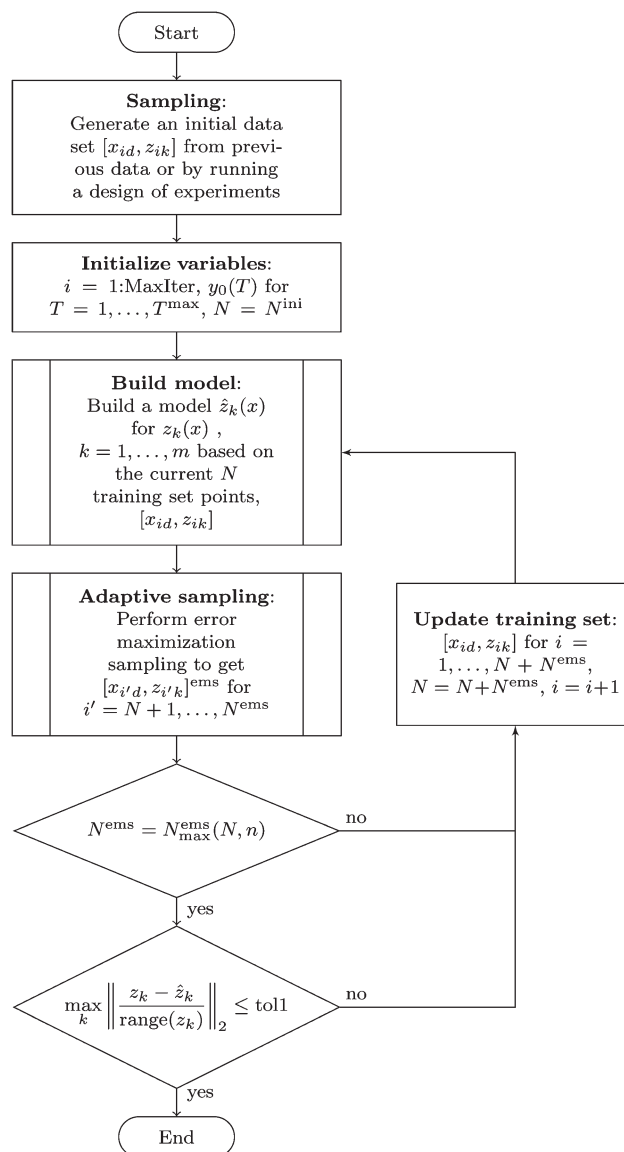 Start
Sampling:
Generate an initial data
set [x_{id}, z_{ik}] from previ-
ous data or by running
a design of experiments
Initialize variables:
i = 1:MaxIter, y_0(T) for
T = 1, . . . , T^{max}, N = N^{ini}
Build model:
Build a model ẑ_k(x)
for z_k(x) ,
k = 1, . . . , m based on
the current N
training set points,
[x_{id}, z_{ik}]
Adaptive sampling:
Perform error
maximization
sampling to get
[x_{i′d}, z_{i′k}]^{ems} for
i′ = N + 1, . . . , N^{ems}
Update training set:
[x_{id}, z_{ik}] for i =
1, . . . , N + N^{ems},
N = N+N^{ems}, i = i+1
N^{ems} = N^{ems}_{max}(N, n)
no
yes
max_k ‖(z_k − ẑ_k)/range(z_k)‖_2 ≤ tol1
no
yes
End